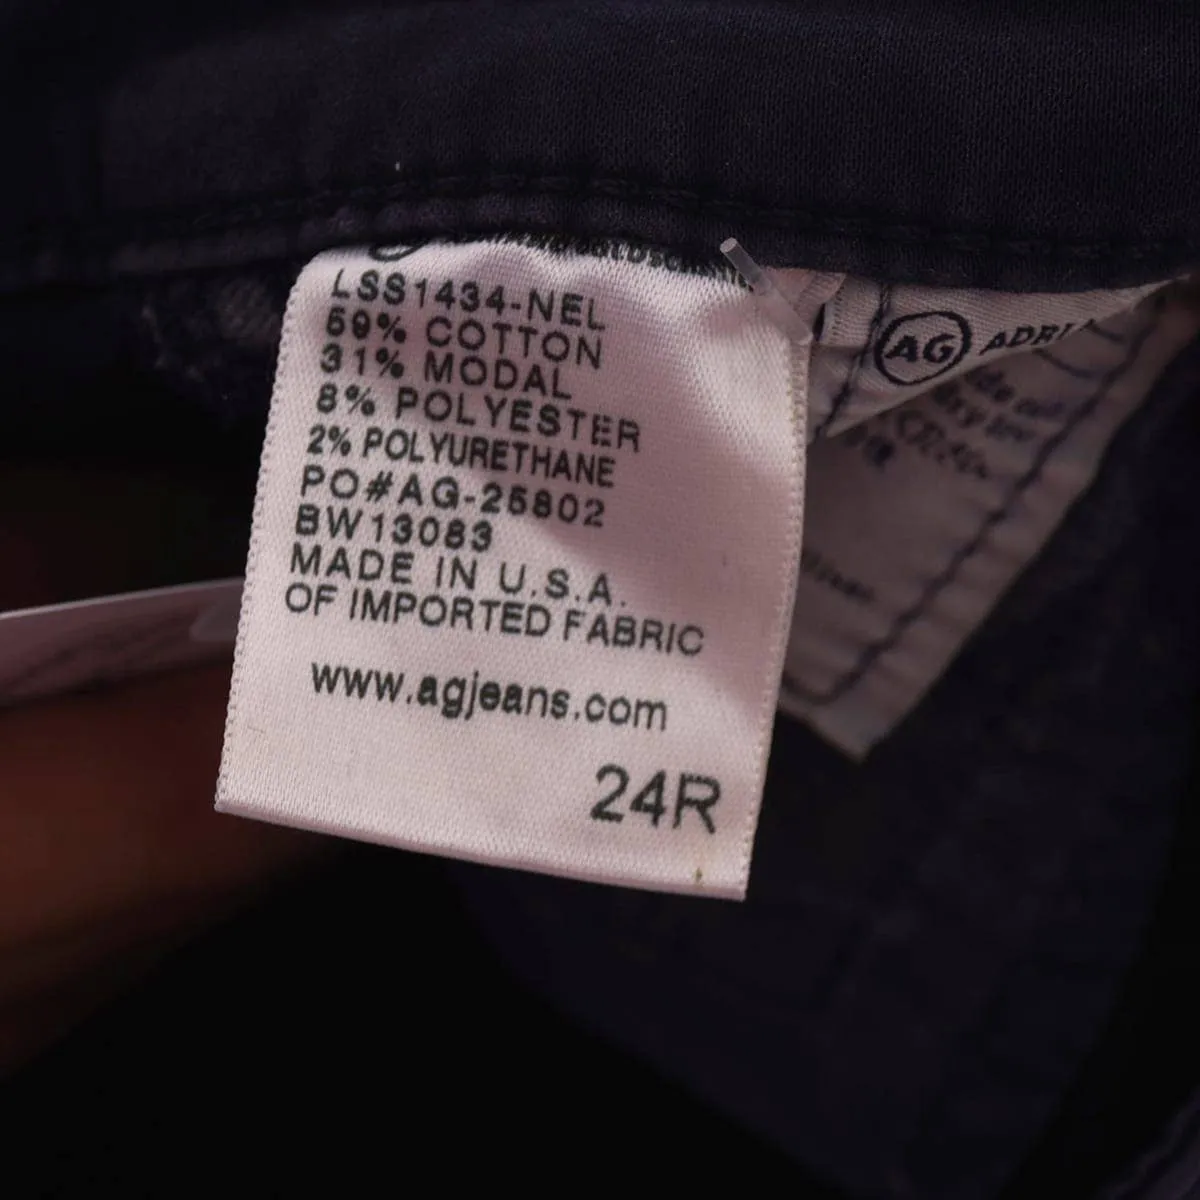 LSS1434-NEL
59% COTTON
31% MODAL
8% POLYESTER
2% POLYURETHANE
PO#AG-25802
BW13083
MADE IN U.S.A.
OF IMPORTED FABRIC
www.agjeans.com
24R
AG